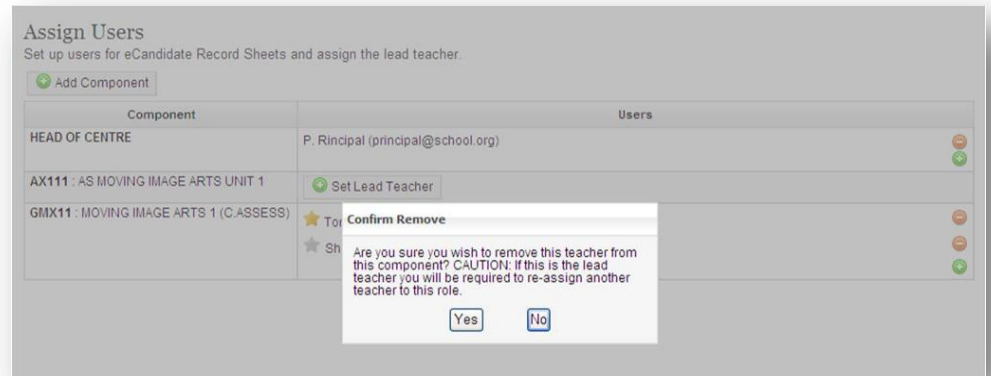 Assign Users
Set up users for eCandidate Record Sheets and assign the lead teacher.
Add Component
Component Users
HEAD OF CENTRE P. Rincipal (principal@school.org)
AX111 : AS MOVING IMAGE ARTS UNIT 1 Set Lead Teacher
GMX11 : MOVING IMAGE ARTS 1 (C.ASSESS)
Confirm Remove
Are you sure you wish to remove this teacher from
this component? CAUTION: If this is the lead
teacher you will be required to re-assign another
teacher to this role.
Yes No